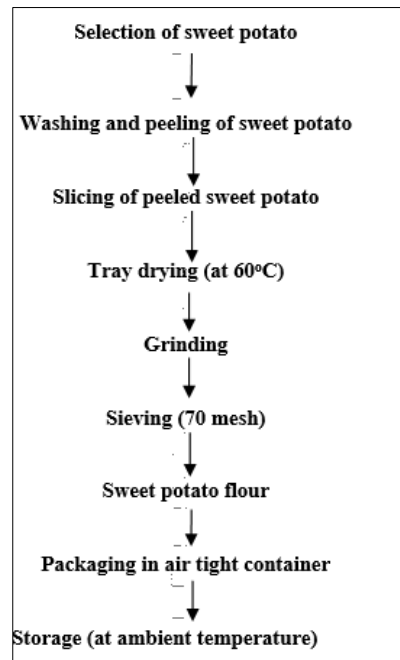 Selection of sweet potato
Washing and peeling of sweet potato
Slicing of peeled sweet potato
Tray drying (at 60°C)
Grinding
Sieving (70 mesh)
Sweet potato flour
Packaging in air tight container
Storage (at ambient temperature)